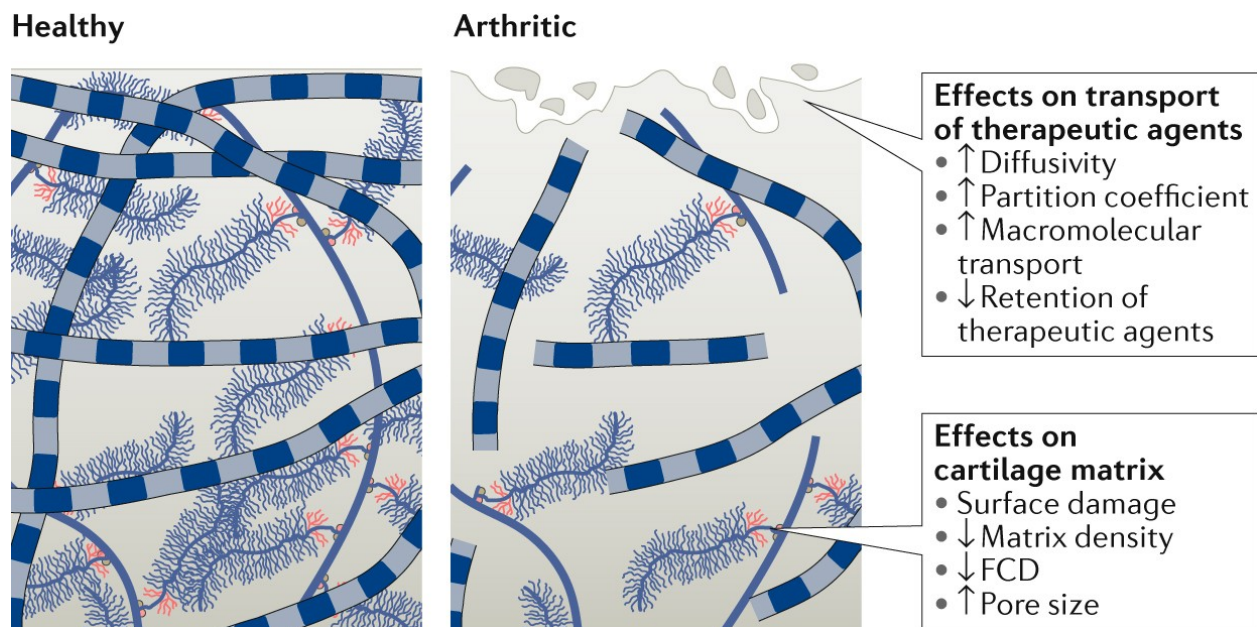 Healthy
Arthritic
Effects on transport
of therapeutic agents
• ↑ Diffusivity
• ↑ Partition coefficient
• ↑ Macromolecular
transport
• ↓ Retention of
therapeutic agents
Effects on
cartilage matrix
• Surface damage
• ↓ Matrix density
• ↓ FCD
• ↑ Pore size